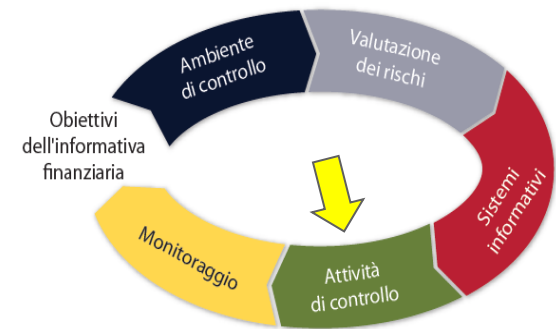 Ambiente
di controllo
Valutazione
dei rischi
Obiettivi
dell'informativa
finanziaria
Sistemi
informativi
Monitoraggio
Attività
di controllo